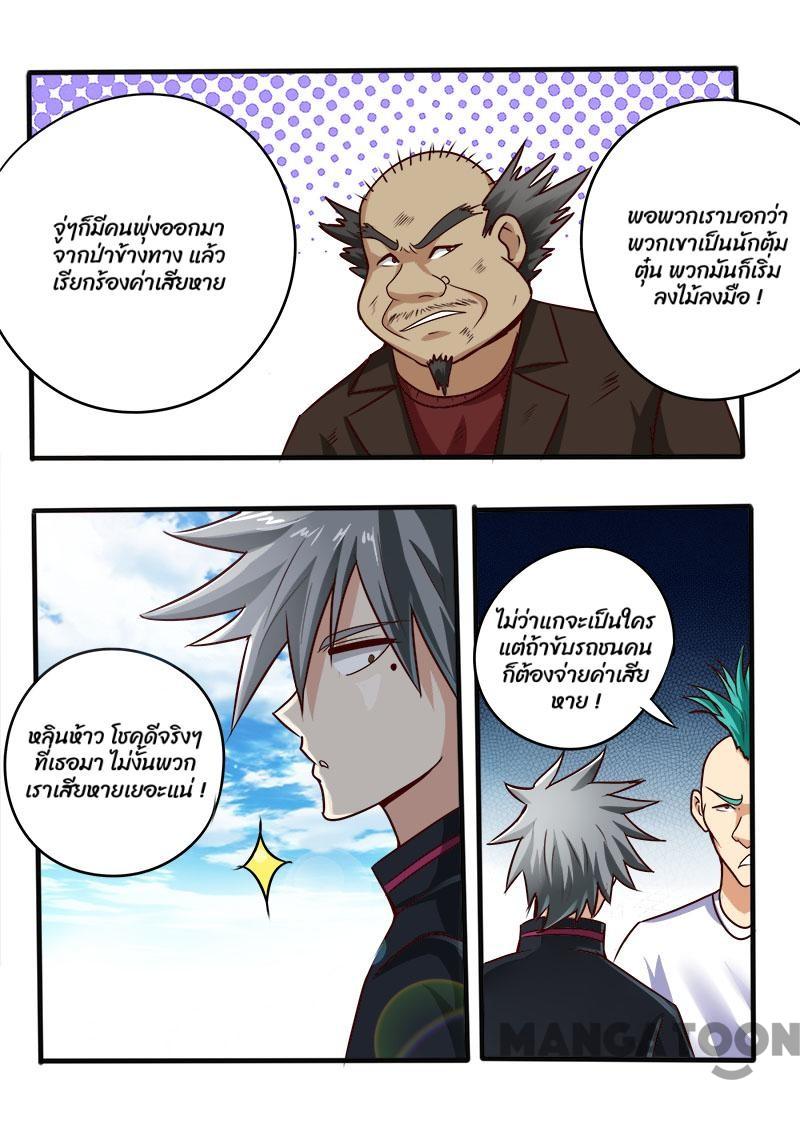 จู่ๆก็มีคนพุ่งออกมา
จากป่าข้างทาง แล้ว
เรียกร้องค่าเสียหาย
พอพวกเราบอกว่า
พวกเขาเป็นนักต้ม
ตุ๋น พวกมันก็เริ่ม
ลงไม้ลงมือ !
หลินห้าว โชคดีจริงๆ
ที่เธอมา ไม่งั้นพวก
เราเสียหายเยอะแน่ !
ไม่ว่าแกจะเป็นใคร
แต่ถ้าขับรถชนคน
ก็ต้องจ่ายค่าเสีย
หาย !
MANGATOON